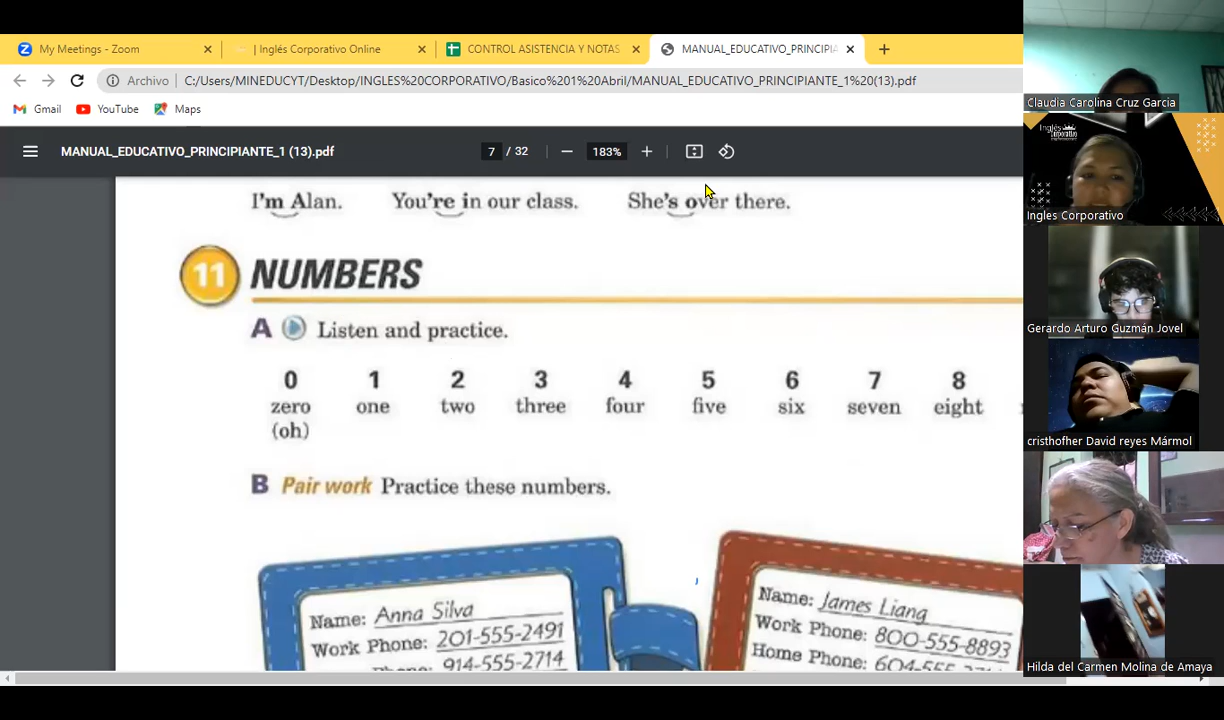 My Meetings - Zoom
| Inglés Corporativo Online
CONTROL ASISTENCIA Y NOTAS
MANUAL_EDUCATIVO_PRINCIPIA
Archivo
C:/Users/MINEDUCYT/Desktop/INGLES%20CORPORATIVO/Basico%201%20Abril/MANUAL_EDUCATIVO_PRINCIPIANTE_1%20(13).pdf
Gmail
YouTube
Maps
MANUAL_EDUCATIVO_PRINCIPIANTE_1 (13).pdf
7 / 32
183%
I'm Alan. You're in our class. She's over there.
11 NUMBERS
A Listen and practice.
0 1 2 3 4 5 6 7 8
zero one two three four five six seven eight
(oh)
B Pair work Practice these numbers.
Name: Anna Silva
Work Phone: 201-555-2491
Phone: 914-555-2714
Name: James Liang
Work Phone: 800-555-8893
Home Phone: 604-555-
Claudia Carolina Cruz Garcia
Inglés
Corporativo
Ingles Corporativo
Gerardo Arturo Guzmán Jovel
cristhofher David reyes Mármol
Hilda del Carmen Molina de Amaya